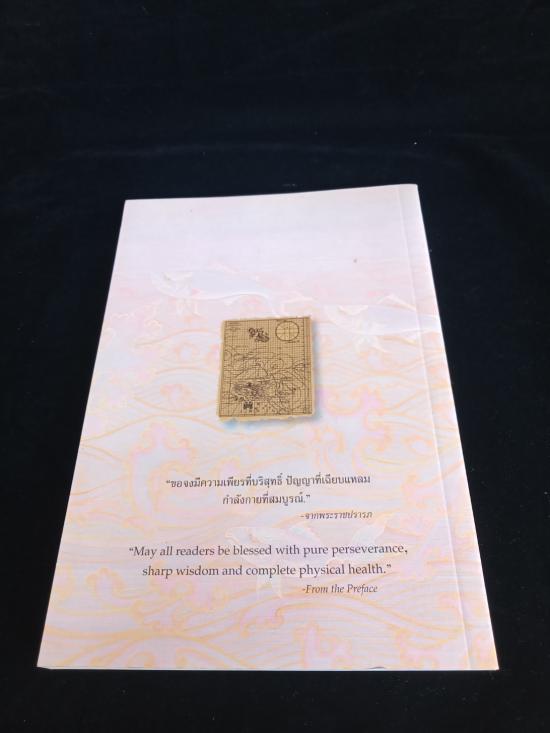 “ขอจงมีความเพียรที่บริสุทธิ์ ปัญญาที่เฉียบแหลม
กำลังกายที่สมบูรณ์.”
-จากพระราชปรารภ
“May all readers be blessed with pure perseverance,
sharp wisdom and complete physical health.”
-From the Preface